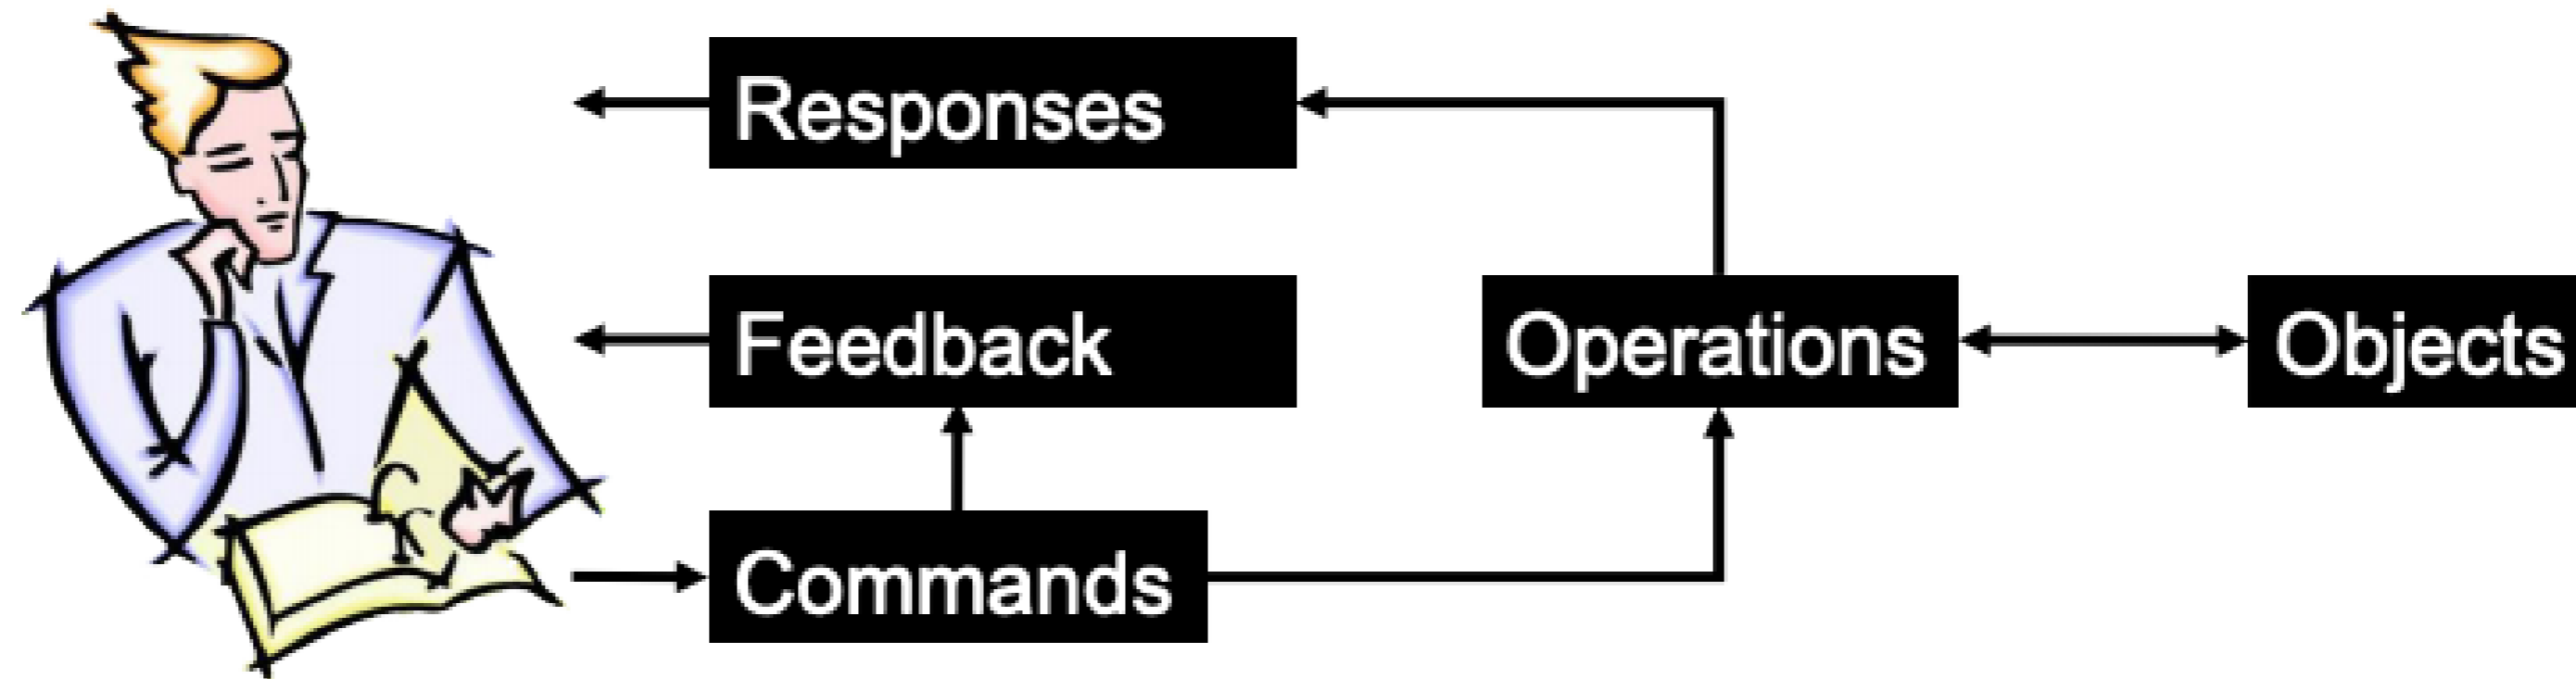 Responses
Feedback
Operations
Objects
Commands